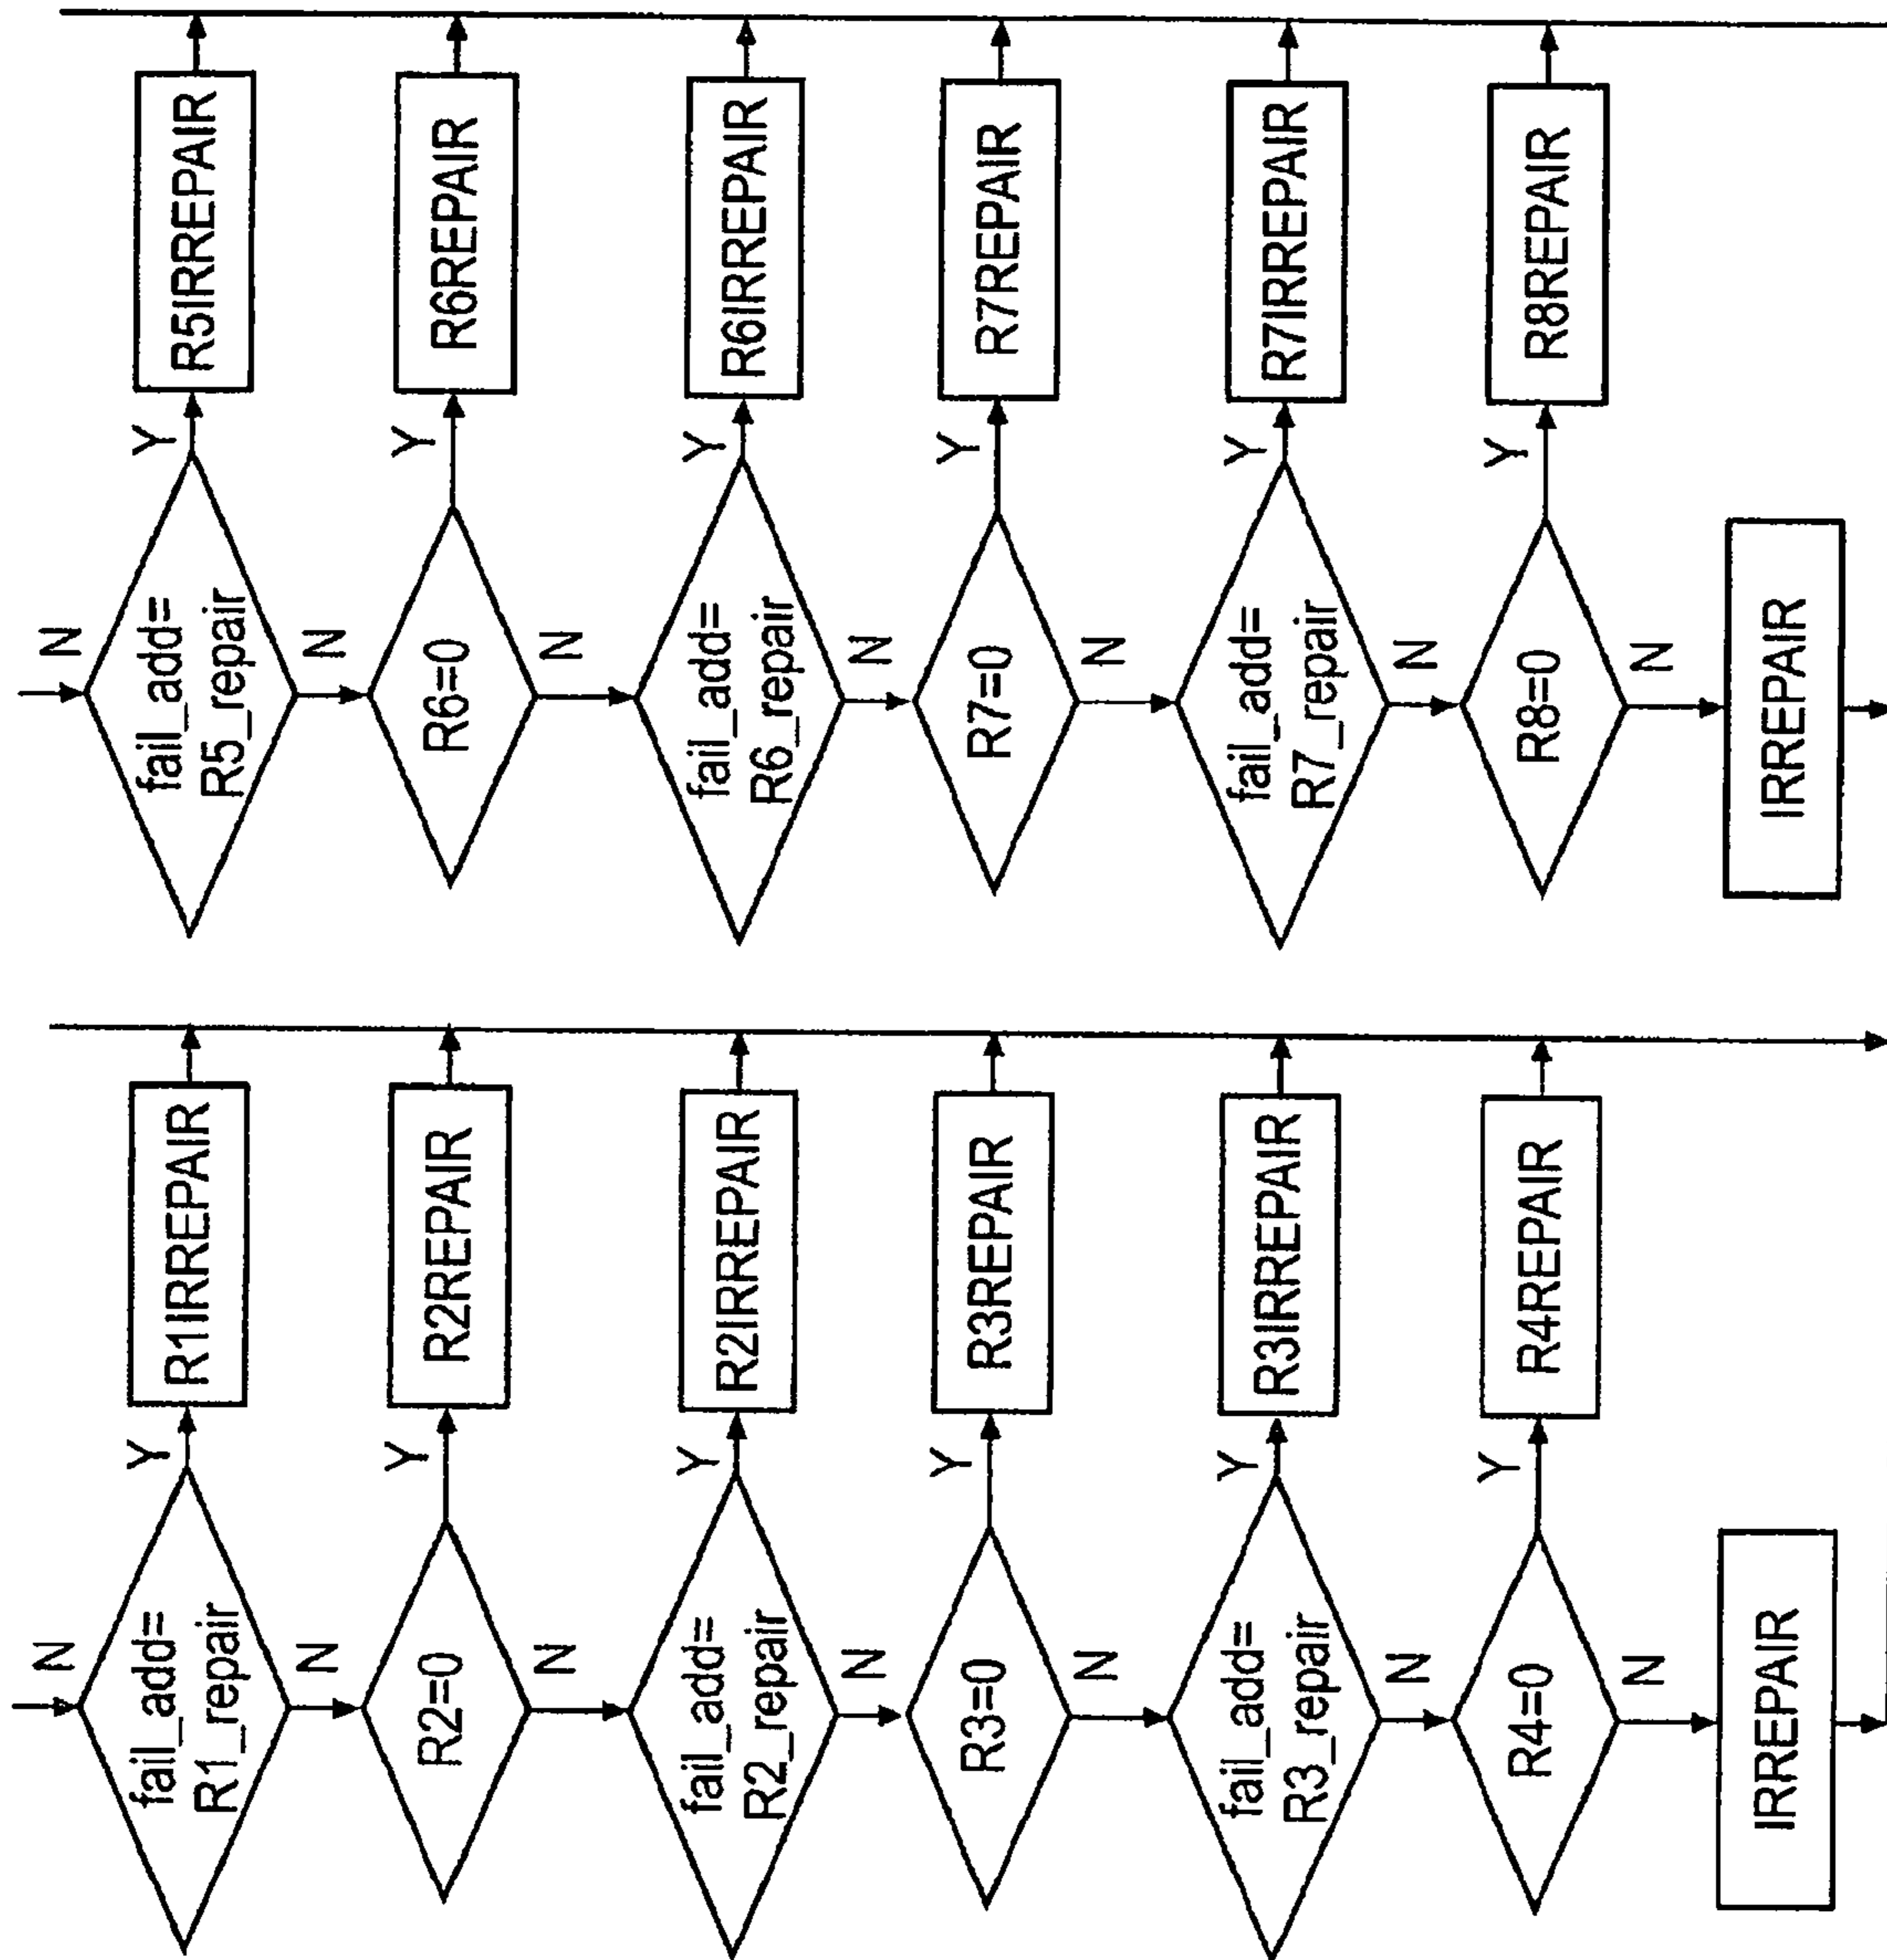 N
fail_add=
R1_repair
Y
R1IRREPAIR
N
R2=0
Y
R2REPAIR
N
fail_add=
R2_repair
Y
R2IRREPAIR
N
R3=0
Y
R3REPAIR
N
fail_add=
R3_repair
Y
R3IRREPAIR
N
R4=0
Y
R4REPAIR
N
IRREPAIR
N
fail_add=
R5_repair
Y
R5IRREPAIR
N
R6=0
Y
R6REPAIR
N
fail_add=
R6_repair
Y
R6IRREPAIR
N
R7=0
Y
R7REPAIR
N
fail_add=
R7_repair
Y
R7IRREPAIR
N
R8=0
Y
R8REPAIR
N
IRREPAIR